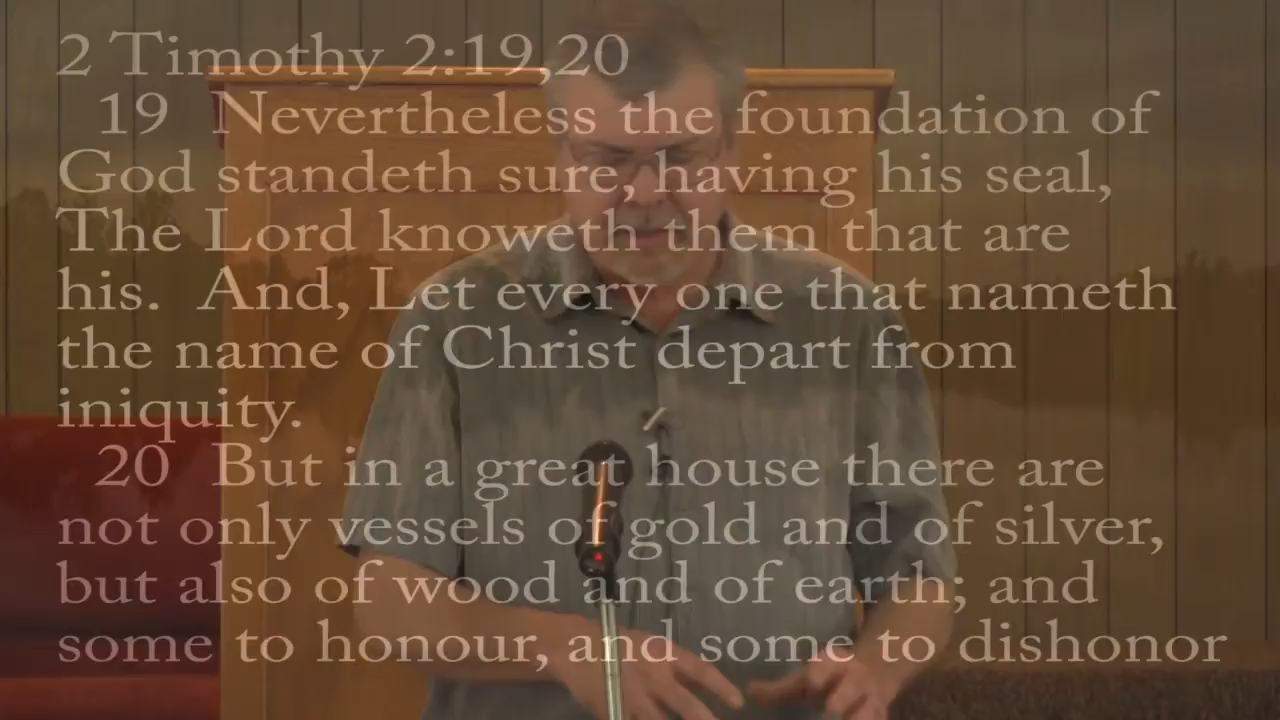 2 Timothy 2:19,20
19 Nevertheless the foundation of
God standeth sure, having his seal,
The Lord knoweth them that are
his. And, Let every one that nameth
the name of Christ depart from
iniquity.
20 But in a great house there are
not only vessels of gold and of silver,
but also of wood and of earth; and
some to honour, and some to dishonor